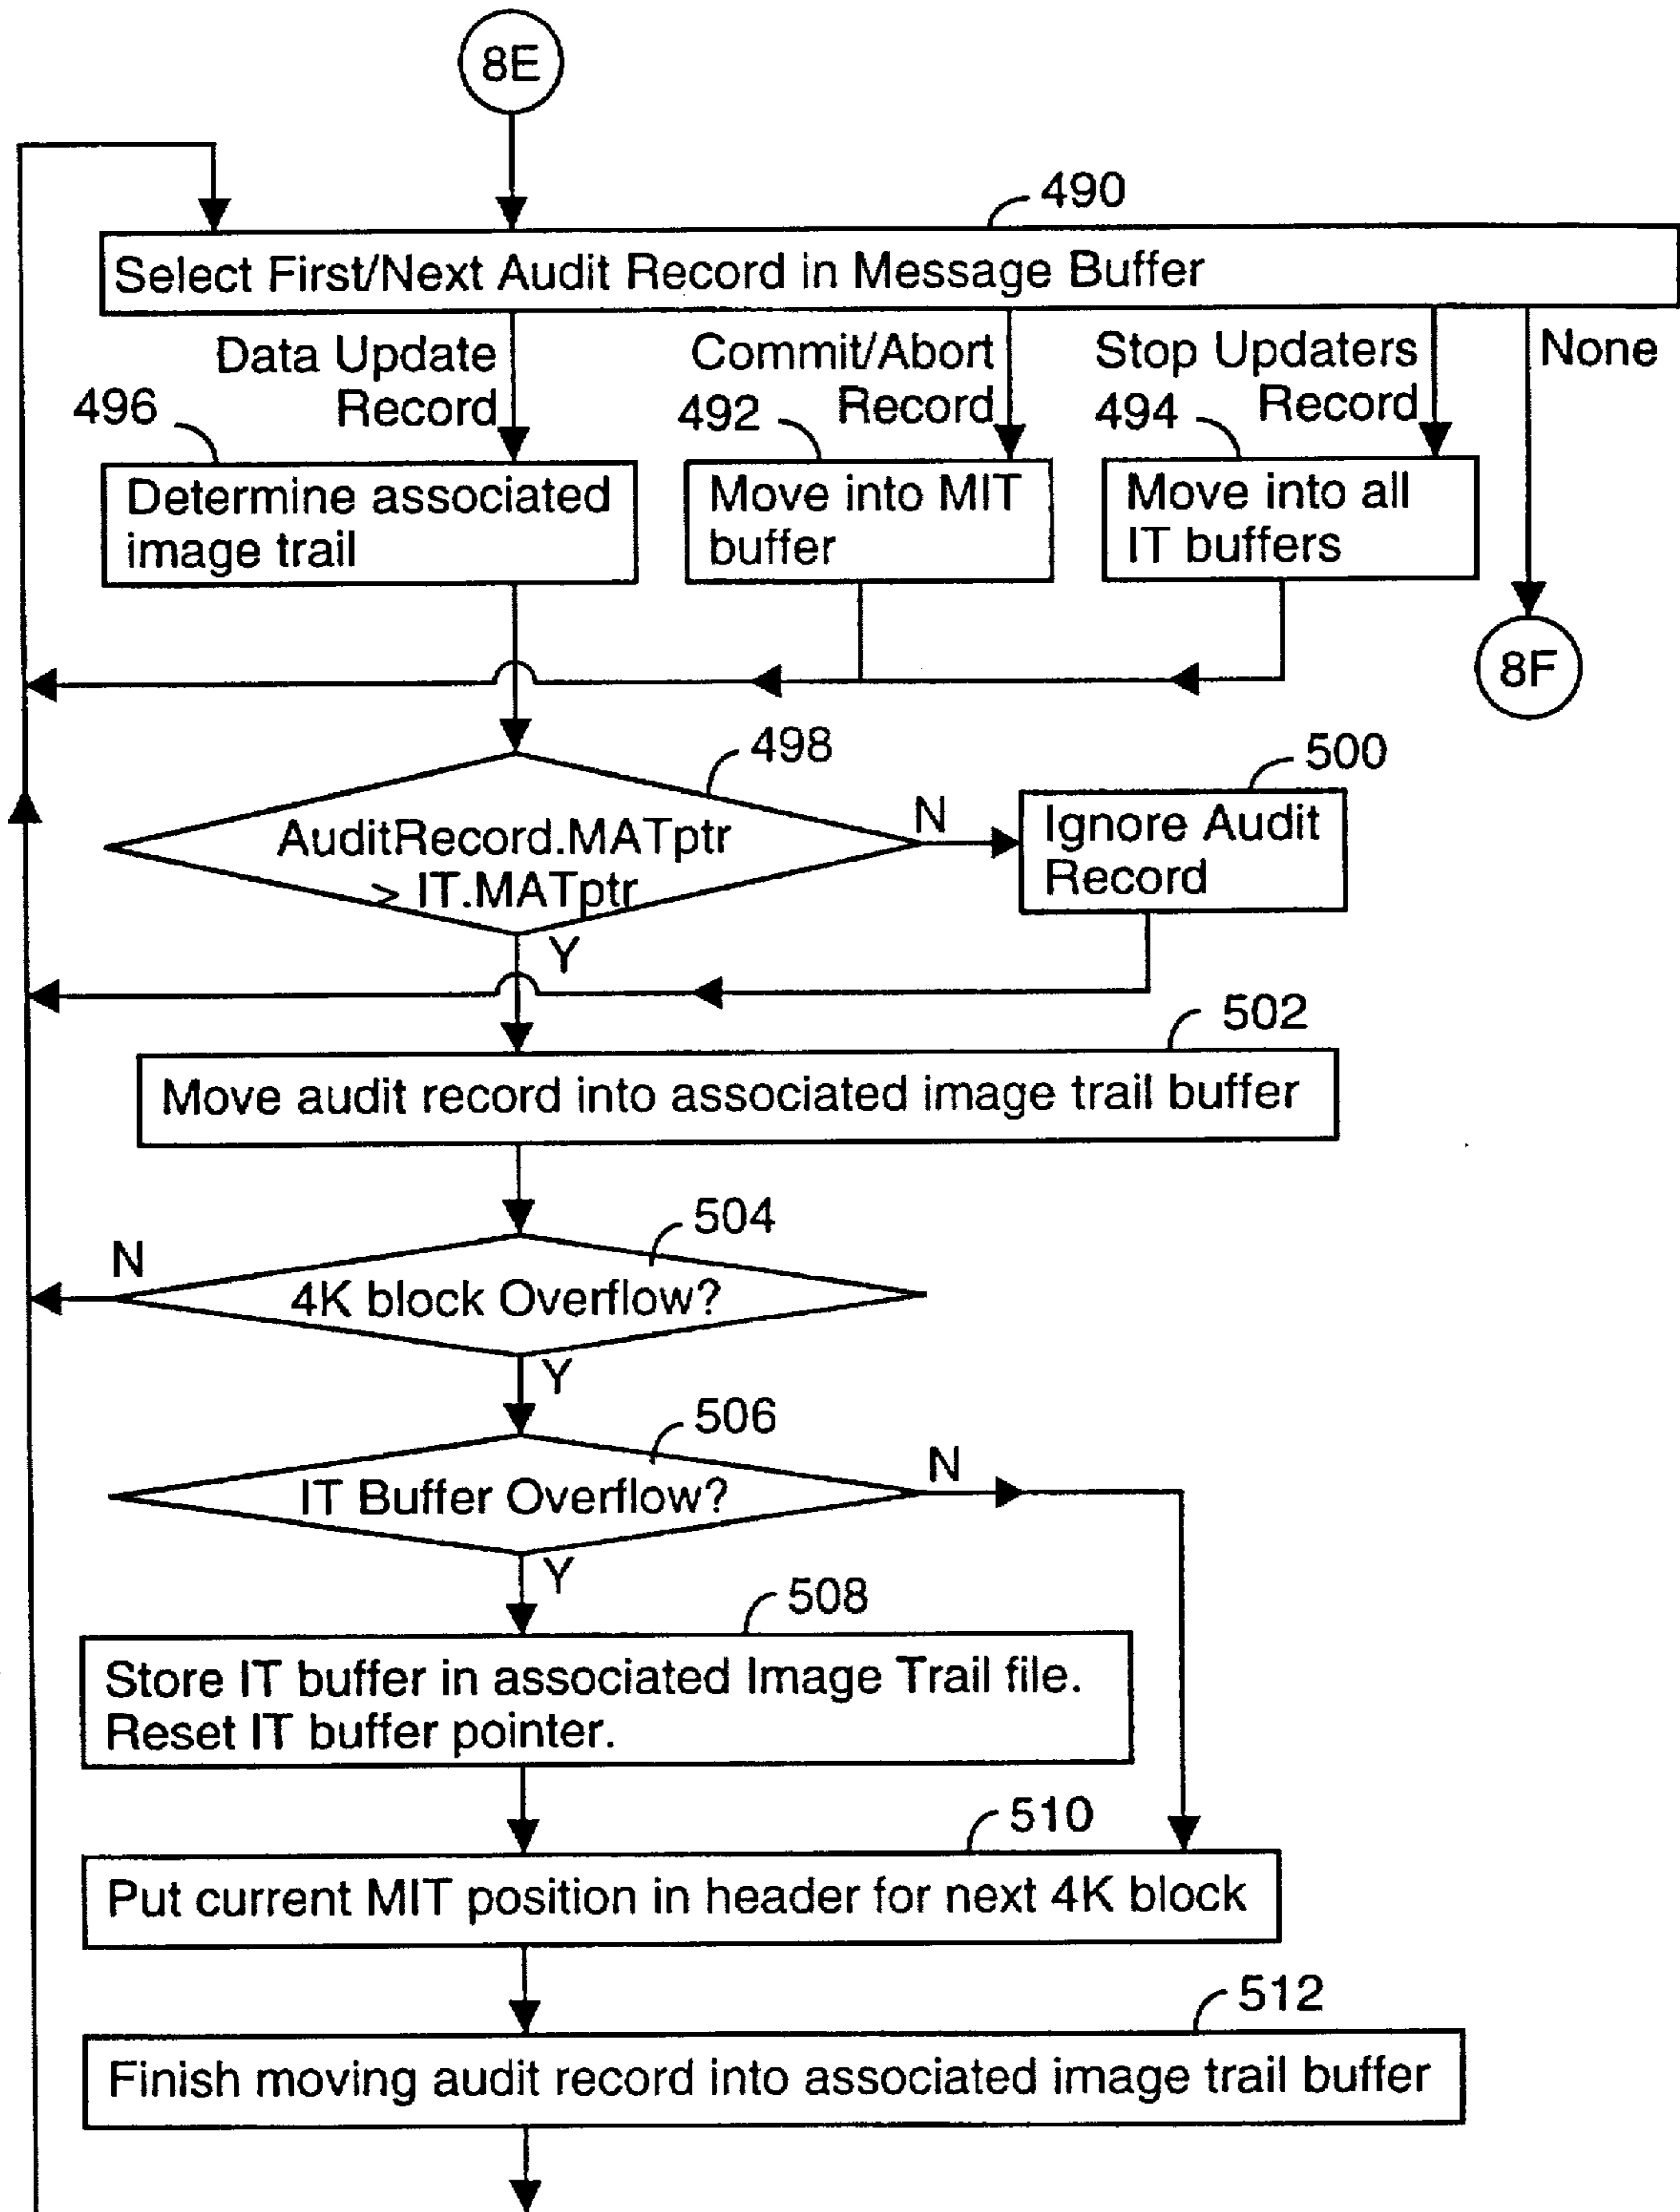 8E
490
Select First/Next Audit Record in Message Buffer
Data Update
Record
Commit/Abort
Record
Stop Updaters
Record
None
496
492
494
Determine associated
image trail
Move into MIT
buffer
Move into all
IT buffers
8F
498
AuditRecord.MATptr
> IT.MATptr
N
Y
500
Ignore Audit
Record
502
Move audit record into associated image trail buffer
504
4K block Overflow?
N
Y
506
IT Buffer Overflow?
N
Y
508
Store IT buffer in associated Image Trail file.
Reset IT buffer pointer.
510
Put current MIT position in header for next 4K block
512
Finish moving audit record into associated image trail buffer